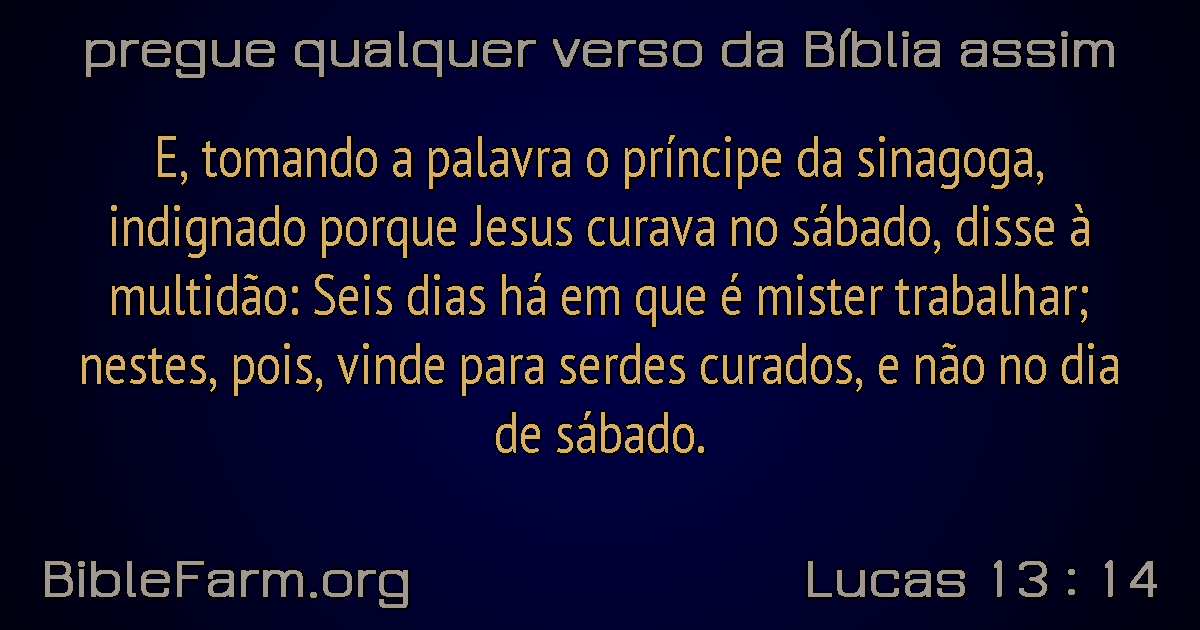 pregue qualquer verso da Bíblia assim
E, tomando a palavra o príncipe da sinagoga,
indignado porque Jesus curava no sábado, disse à
multidão: Seis dias há em que é mister trabalhar;
nestes, pois, vinde para serdes curados, e não no dia
de sábado.
BibleFarm.org
Lucas 13 : 14